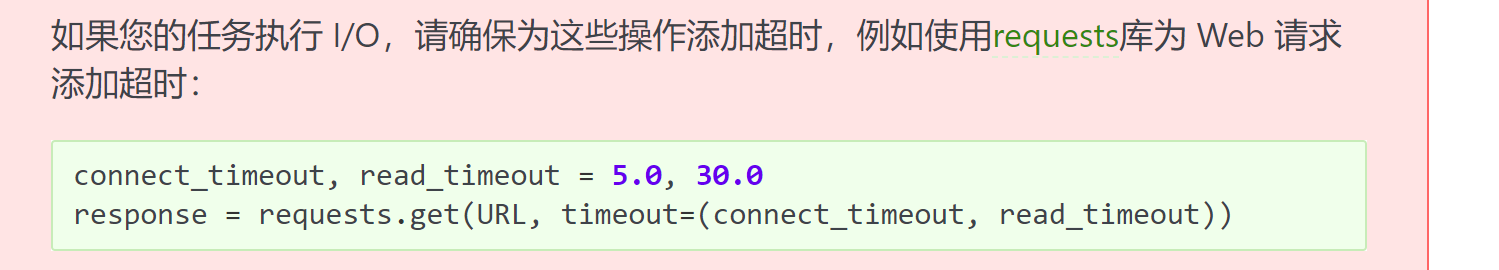 如果您的任务执行 I/O，请确保为这些操作添加超时，例如使用requests库为 Web 请求
添加超时：
connect_timeout, read_timeout = 5.0, 30.0
response = requests.get(URL, timeout=(connect_timeout, read_timeout))